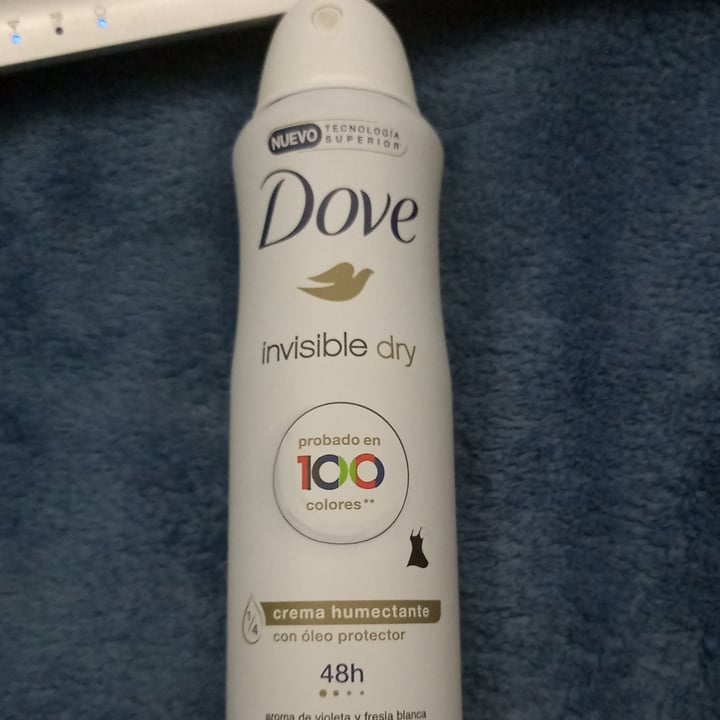 NUEVO TECNOLOGÍA
SUPERIOR
Dove
invisible dry
probado en
100
colores**
1/4
crema humectante
con óleo protector
48h
aroma de violeta y fresia blanca